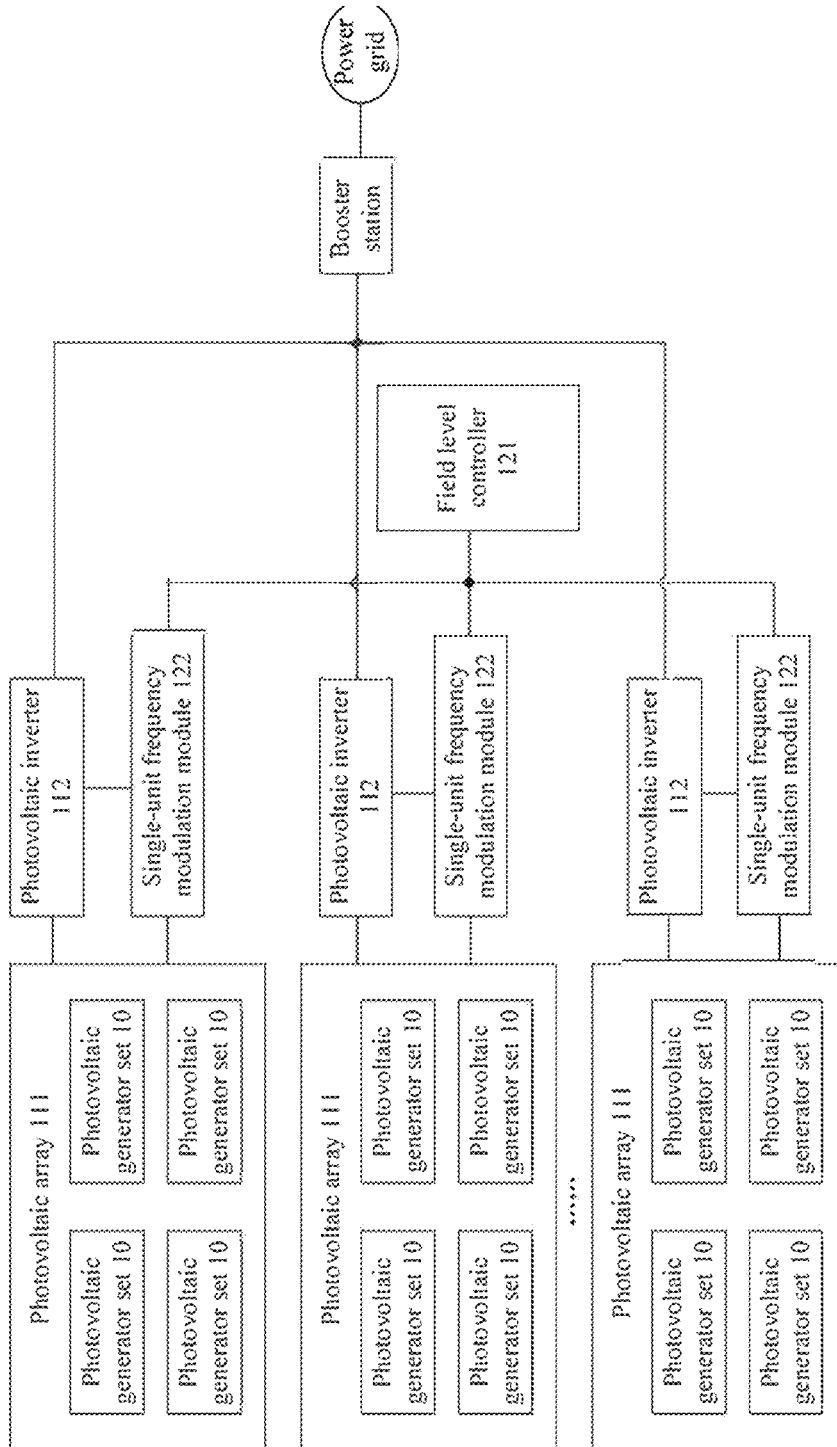 Photovoltaic array 111
Photovoltaic
generator set 10
Photovoltaic
generator set 10
Photovoltaic
generator set 10
Photovoltaic
generator set 10
Photovoltaic inverter
112
Single-unit frequency
modulation module 122
Photovoltaic array 111
Photovoltaic
generator set 10
Photovoltaic
generator set 10
Photovoltaic
generator set 10
Photovoltaic
generator set 10
Photovoltaic inverter
112
Single-unit frequency
modulation module 122
Field level
controller
121
Booster
station
Power
grid
......
Photovoltaic array 111
Photovoltaic
generator set 10
Photovoltaic
generator set 10
Photovoltaic
generator set 10
Photovoltaic
generator set 10
Photovoltaic inverter
112
Single-unit frequency
modulation module 122